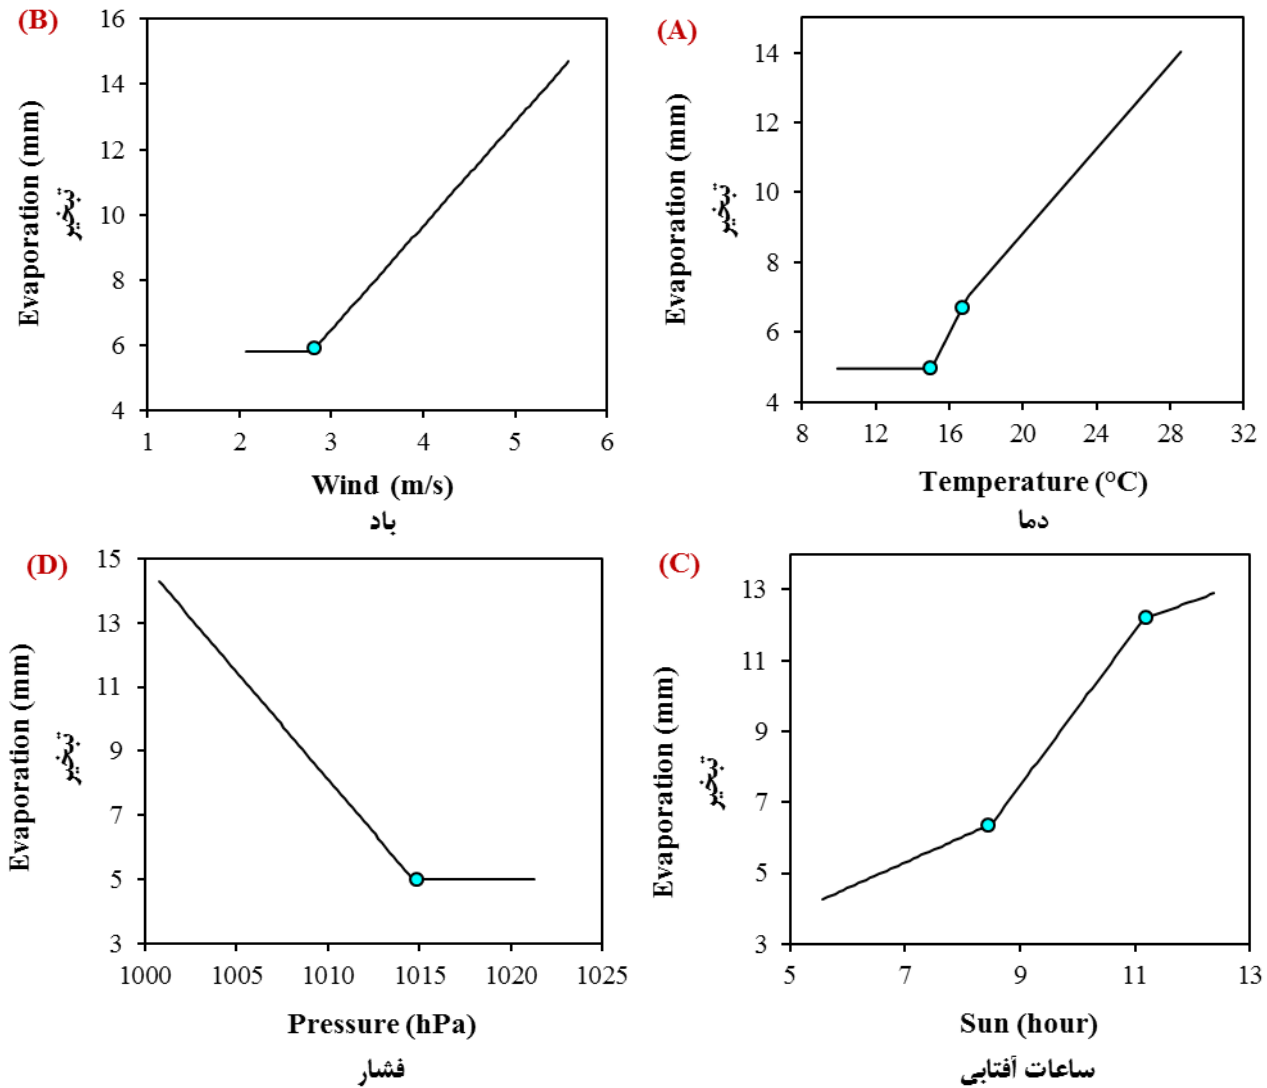 (B)
Evaporation (mm)
تبخیر
16
14
12
10
8
6
4
1 2 3 4 5 6
Wind (m/s)
باد
(A)
Evaporation (mm)
تبخیر
14
12
10
8
6
4
8 12 16 20 24 28 32
Temperature (°C)
دما
(D)
Evaporation (mm)
تبخیر
15
13
11
9
7
5
3
1000 1005 1010 1015 1020 1025
Pressure (hPa)
فشار
(C)
Evaporation (mm)
تبخیر
13
11
9
7
5
3
5 7 9 11 13
Sun (hour)
ساعات آفتابی